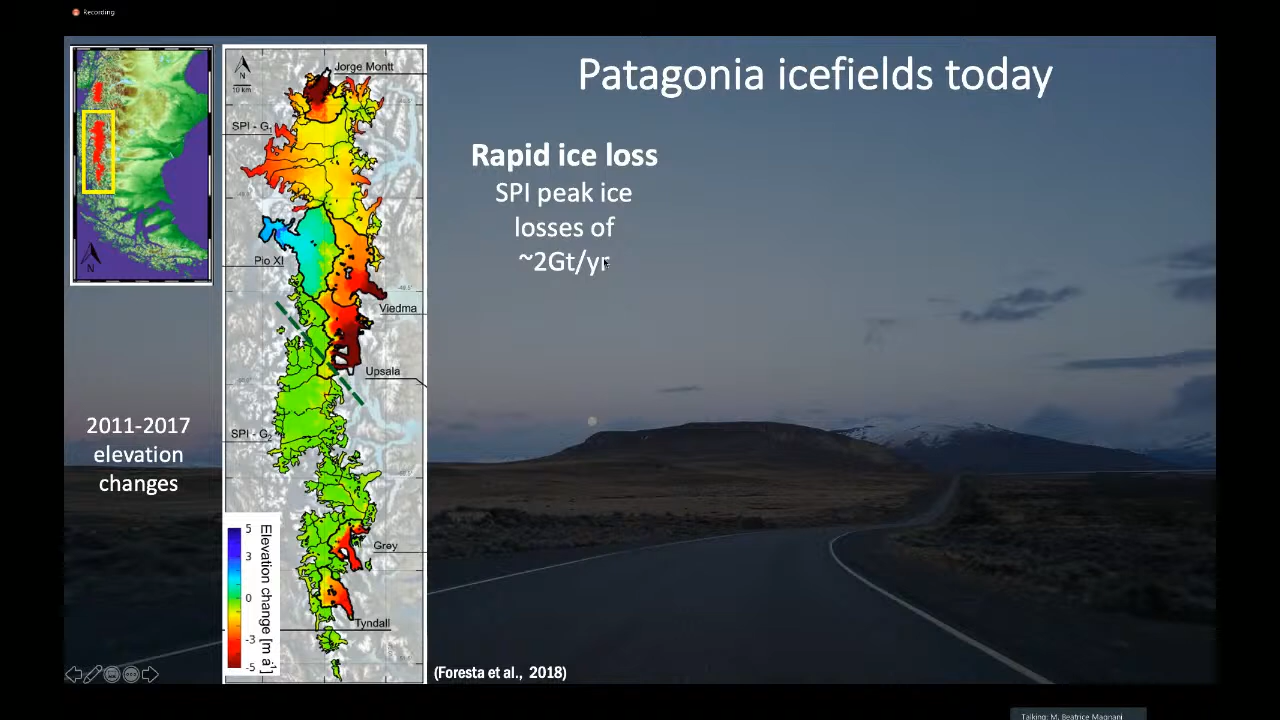 Recording
Patagonia icefields today
Rapid ice loss
SPI peak ice
losses of
~2Gt/yr
2011-2017
elevation
changes
N
N
10 km
Jorge Montt
SPI - G1
Pio XI
Viedma
Upsala
SPI - G2
Grey
Tyndall
5
3
0
-3
-5
Elevation change [m a-1]
(Foresta et al., 2018)
Talking: M. Beatrice Magnani